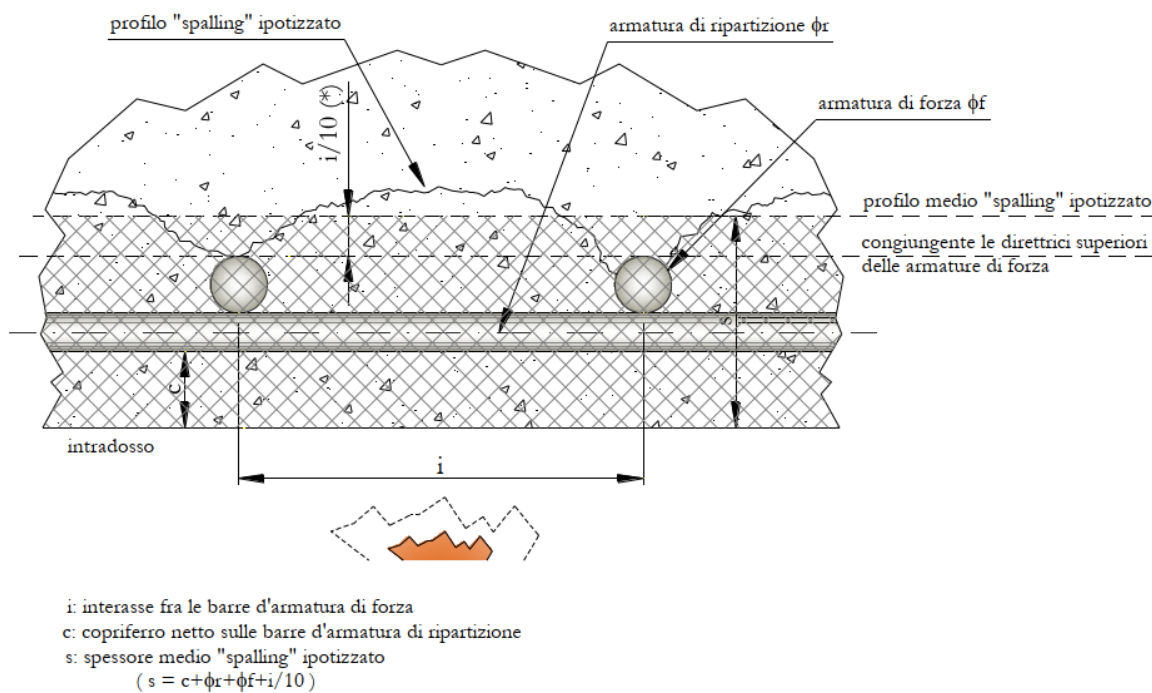 profilo "spalling" ipotizzato
armatura di ripartizione ϕr
i/10 (*)
armatura di forza ϕf
profilo medio "spalling" ipotizzato
congiungente le direttrici superiori
delle armature di forza
s
c
intradosso
i
i: interasse fra le barre d'armatura di forza
c: copriferro netto sulle barre d'armatura di ripartizione
s: spessore medio "spalling" ipotizzato
( s = c+ϕr+ϕf+i/10 )